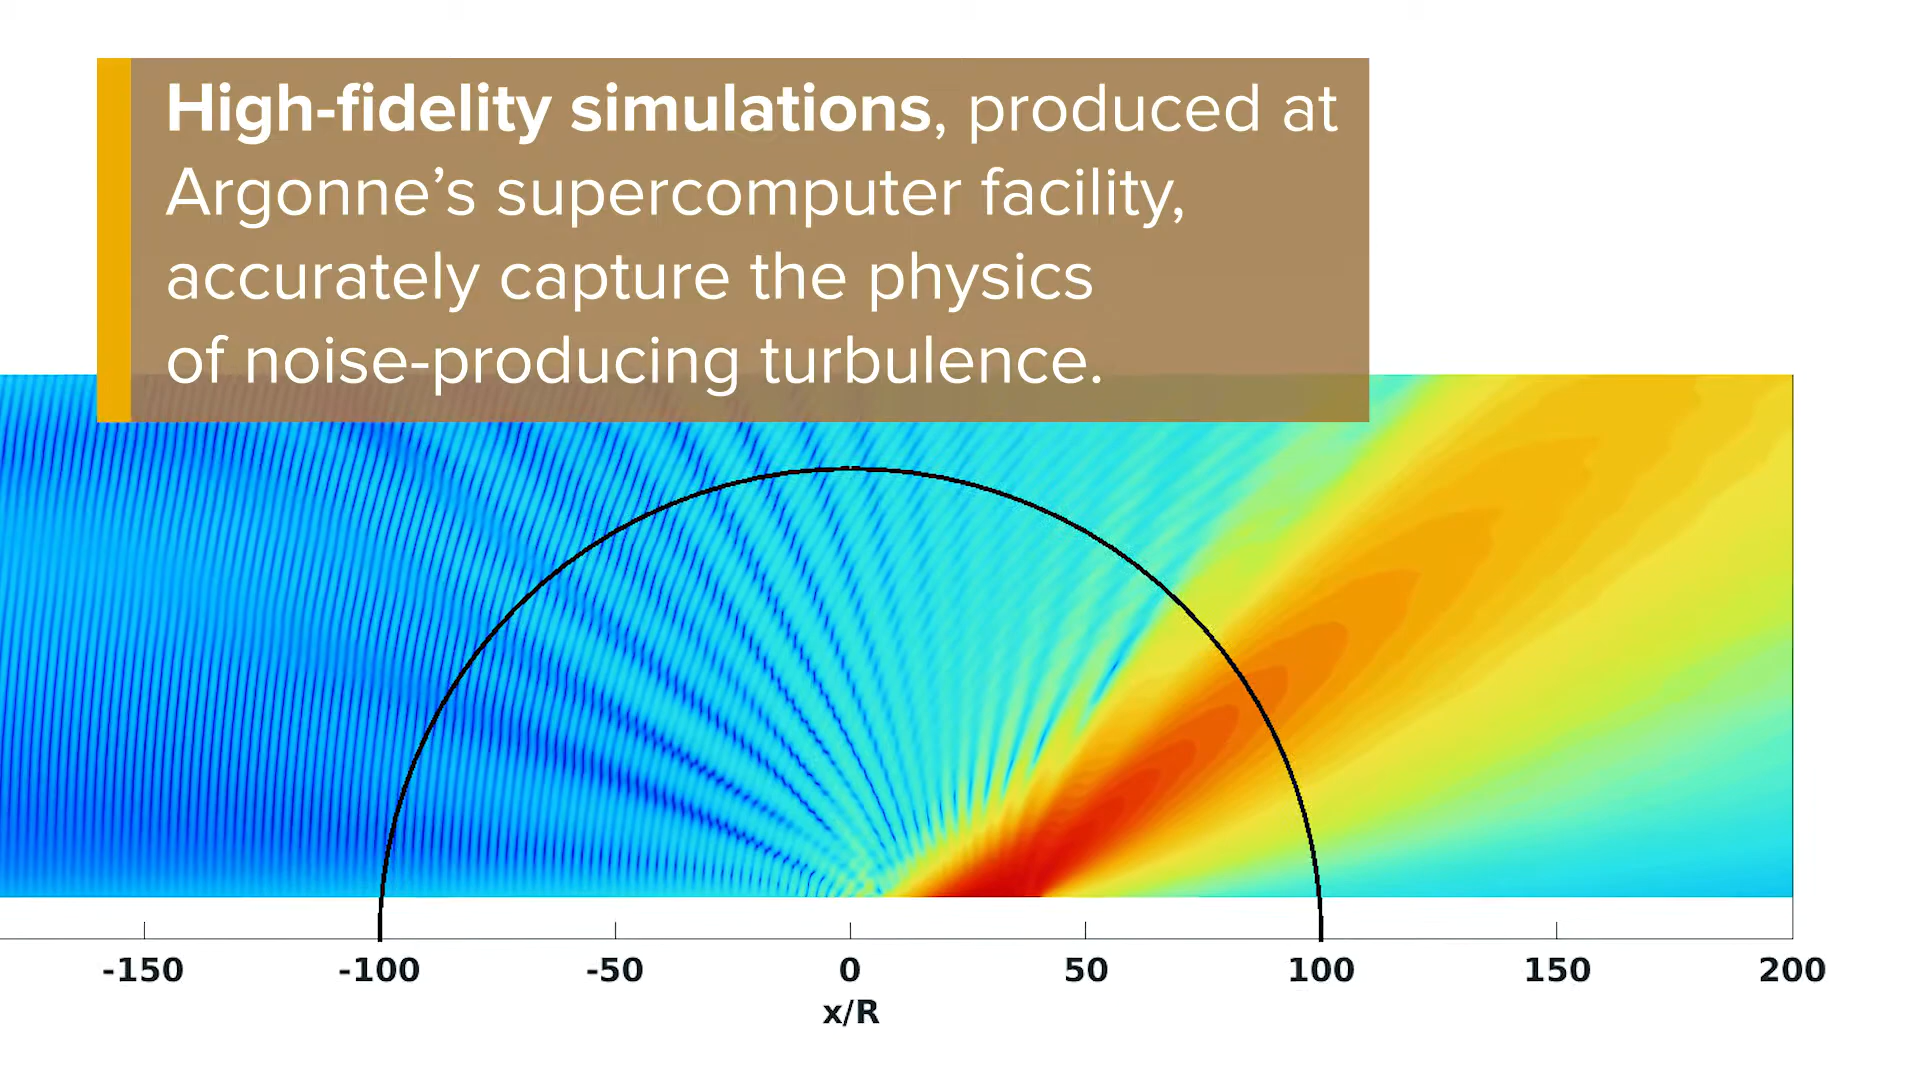 High-fidelity simulations, produced at
Argonne’s supercomputer facility,
accurately capture the physics
of noise-producing turbulence.
-150 -100 -50 0 50 100 150 200
x/R